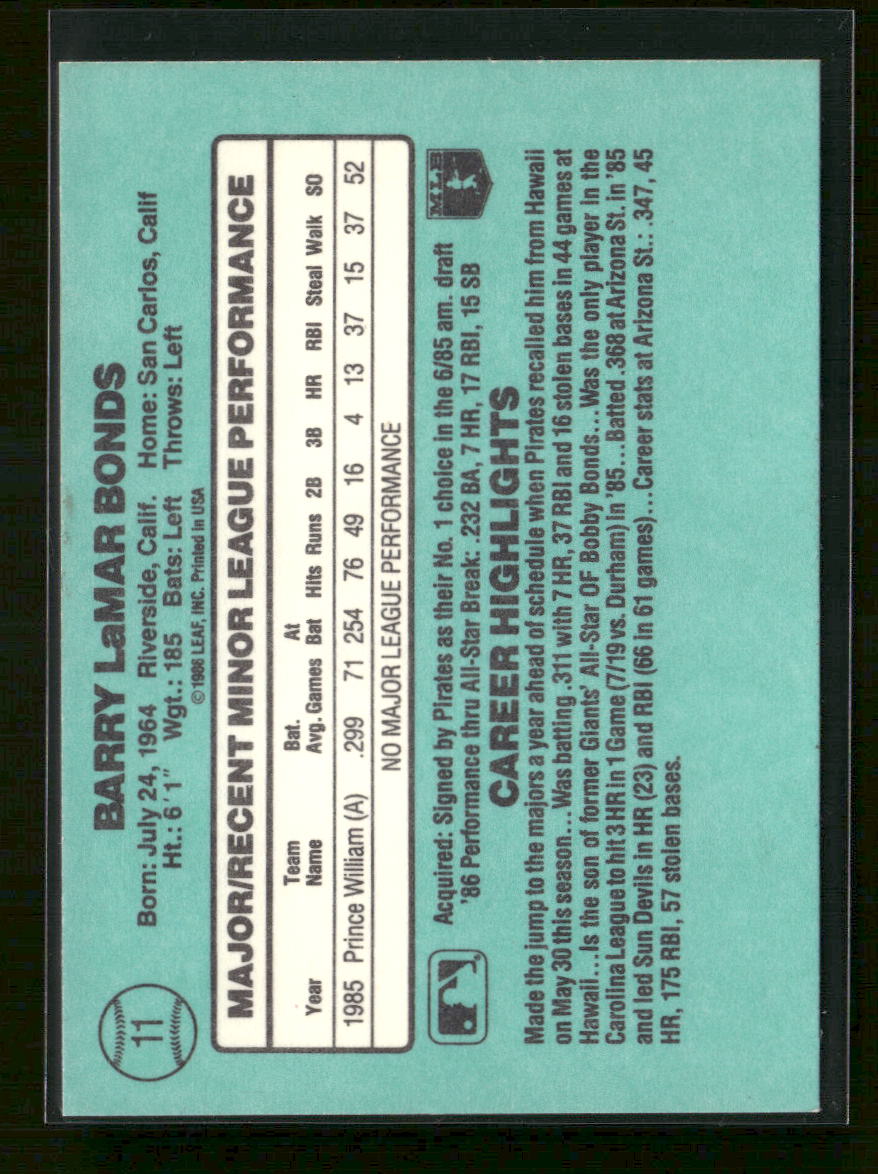 11
BARRY LaMAR BONDS
Born: July 24, 1964 Riverside, Calif. Home: San Carlos, Calif
Ht.: 6'1" Wgt.: 185 Bats: Left Throws: Left
© 1986 LEAF, INC. Printed in USA
MAJOR/RECENT MINOR LEAGUE PERFORMANCE
Team Bat. At
Year Name Avg. Games Bat Hits Runs 2B 3B HR RBI Steal Walk SO
1985 Prince William (A) .299 71 254 76 49 16 4 13 37 15 37 52
NO MAJOR LEAGUE PERFORMANCE
Acquired: Signed by Pirates as their No. 1 choice in the 6/85 am. draft
'86 Performance thru All-Star Break: .232 BA, 7 HR, 17 RBI, 15 SB
MLB
CAREER HIGHLIGHTS
Made the jump to the majors a year ahead of schedule when Pirates recalled him from Hawaii
on May 30 this season...Was batting .311 with 7 HR, 37 RBI and 16 stolen bases in 44 games at
Hawaii...Is the son of former Giants' All-Star OF Bobby Bonds...Was the only player in the
Carolina League to hit 3 HR in 1 Game (7/19 vs. Durham) in '85...Batted .368 at Arizona St. in '85
and led Sun Devils in HR (23) and RBI (66 in 61 games)...Career stats at Arizona St.: .347, 45
HR, 175 RBI, 57 stolen bases.